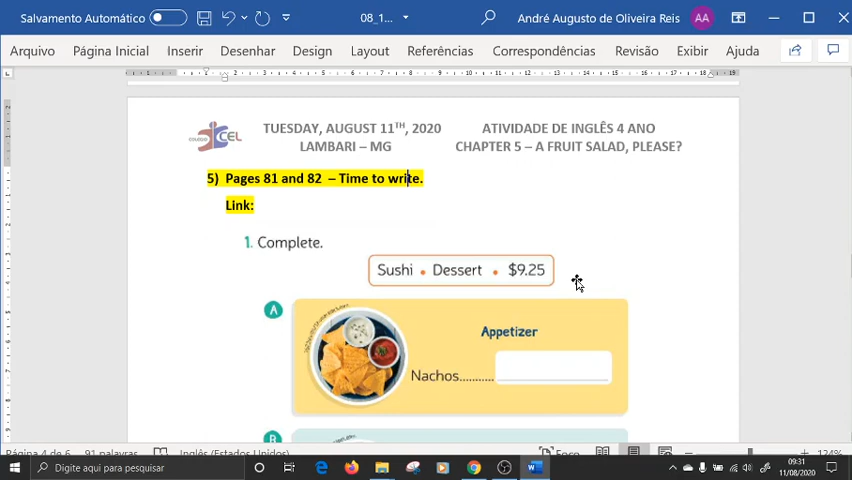 Salvamento Automático
08_1...
André Augusto de Oliveira Reis
AA
Arquivo Página Inicial Inserir Desenhar Design Layout Referências Correspondências Revisão Exibir Ajuda
COLÉGIO CEL
TUESDAY, AUGUST 11TH, 2020 ATIVIDADE DE INGLÊS 4 ANO
LAMBARI – MG CHAPTER 5 – A FRUIT SALAD, PLEASE?
5) Pages 81 and 82 – Time to write.
Link:
1. Complete.
Sushi • Dessert • $9.25
A
Appetizer
Nachos...........
B
Página 4 de 6 91 palavras Inglês (Estados Unidos) Foco 124%
Digite aqui para pesquisar
09:31
11/08/2020